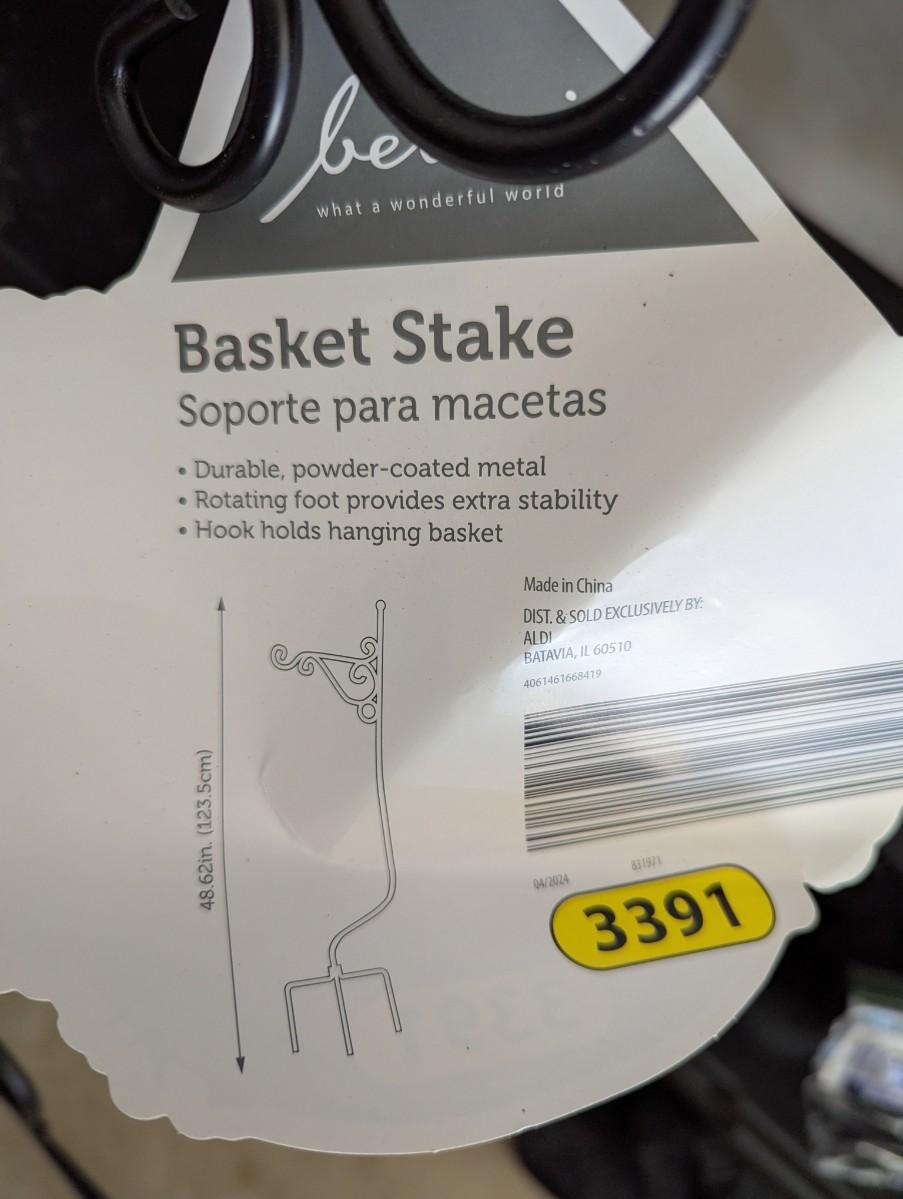 what a wonderful world
Basket Stake
Soporte para macetas
• Durable, powder-coated metal
• Rotating foot provides extra stability
• Hook holds hanging basket
Made in China
DIST. & SOLD EXCLUSIVELY BY:
ALDI
BATAVIA, IL 60510
4061461668419
48.62in. (123.5cm)
04/2024
831971
3391